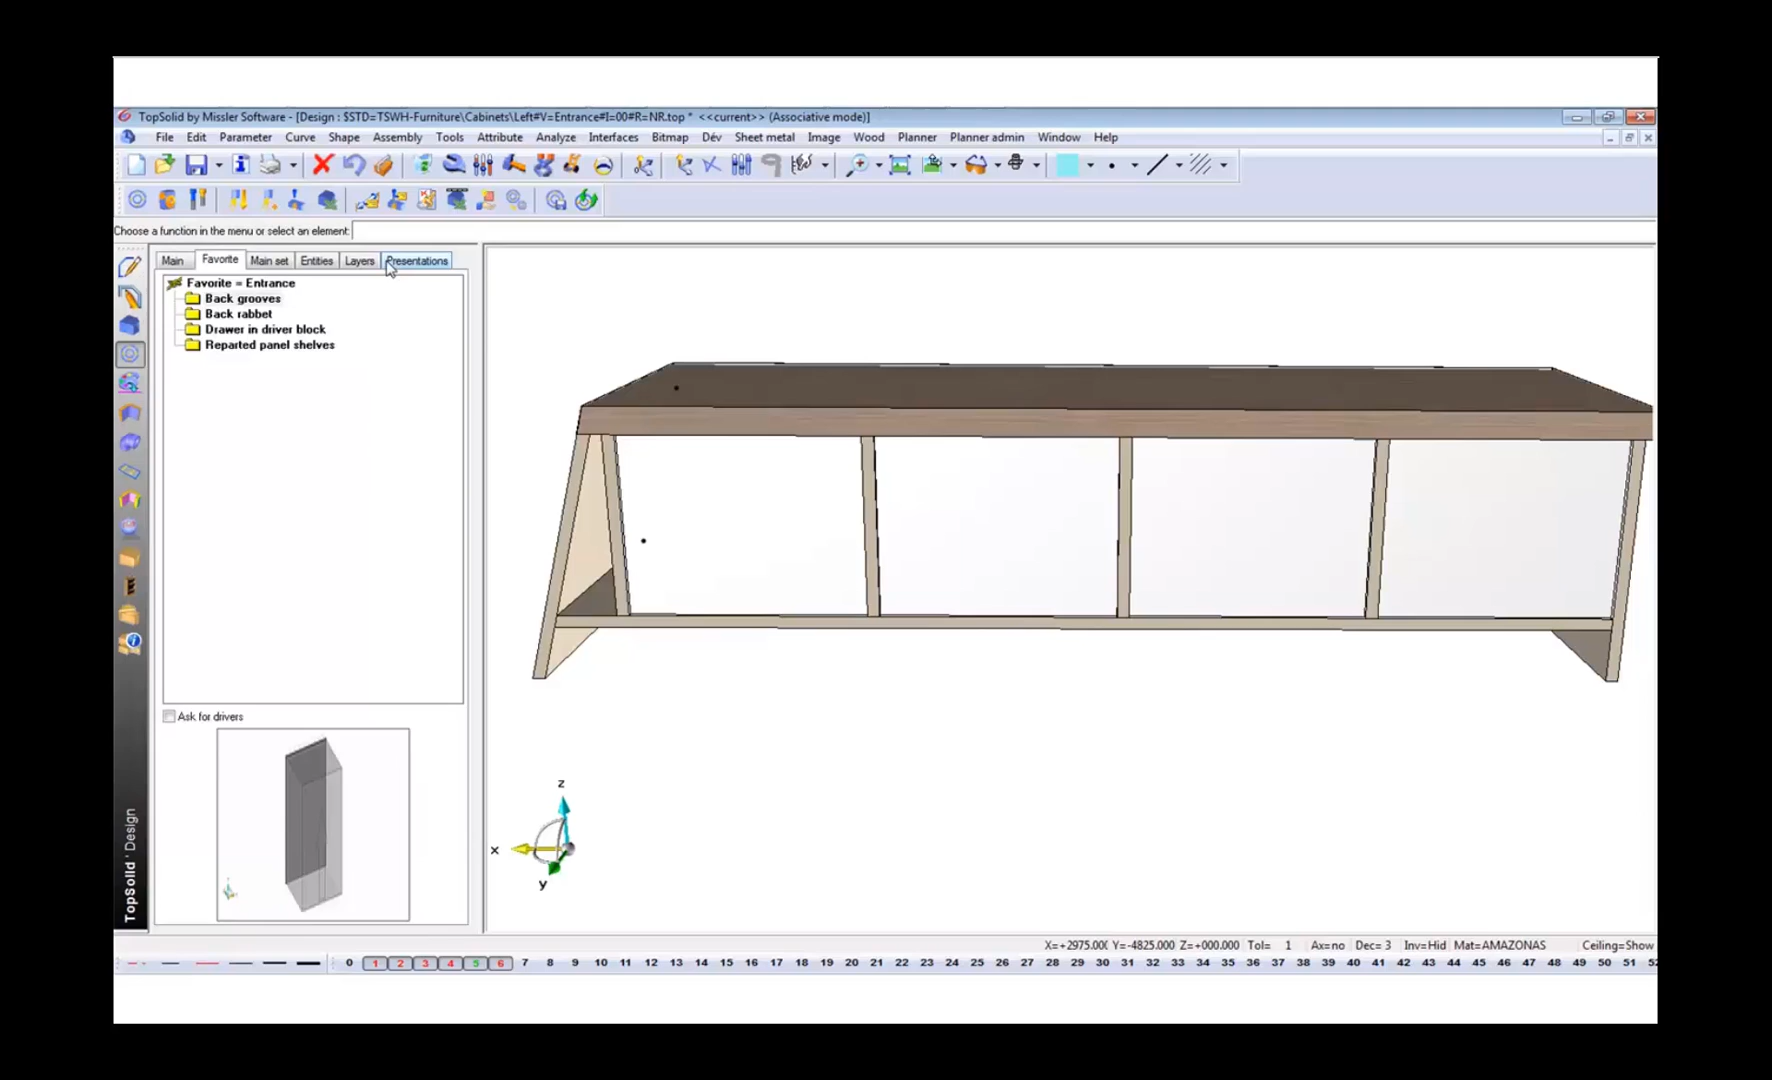 TopSolid by Missler Software - [Design : $STD=TSWH-Furniture\Cabinets\Left#V=Entrance#I=00#R=NR.top * <<current>> (Associative mode)]
File Edit Parameter Curve Shape Assembly Tools Attribute Analyze Interfaces Bitmap Dév Sheet metal Image Wood Planner Planner admin Window Help
Choose a function in the menu or select an element:
Main Favorite Main set Entities Layers Presentations
Favorite = Entrance
Back grooves
Back rabbet
Drawer in driver block
Reparted panel shelves
Ask for drivers
z
x
y
TopSolid'Design
X=+2975.00( Y=-4825.000 Z=+000.000 Tol= 1 Ax=no Dec= 3 Inv=Hid Mat=AMAZONAS Ceiling=Show
0 1 2 3 4 5 6 7 8 9 10 11 12 13 14 15 16 17 18 19 20 21 22 23 24 25 26 27 28 29 30 31 32 33 34 35 36 37 38 39 40 41 42 43 44 45 46 47 48 49 50 51 52